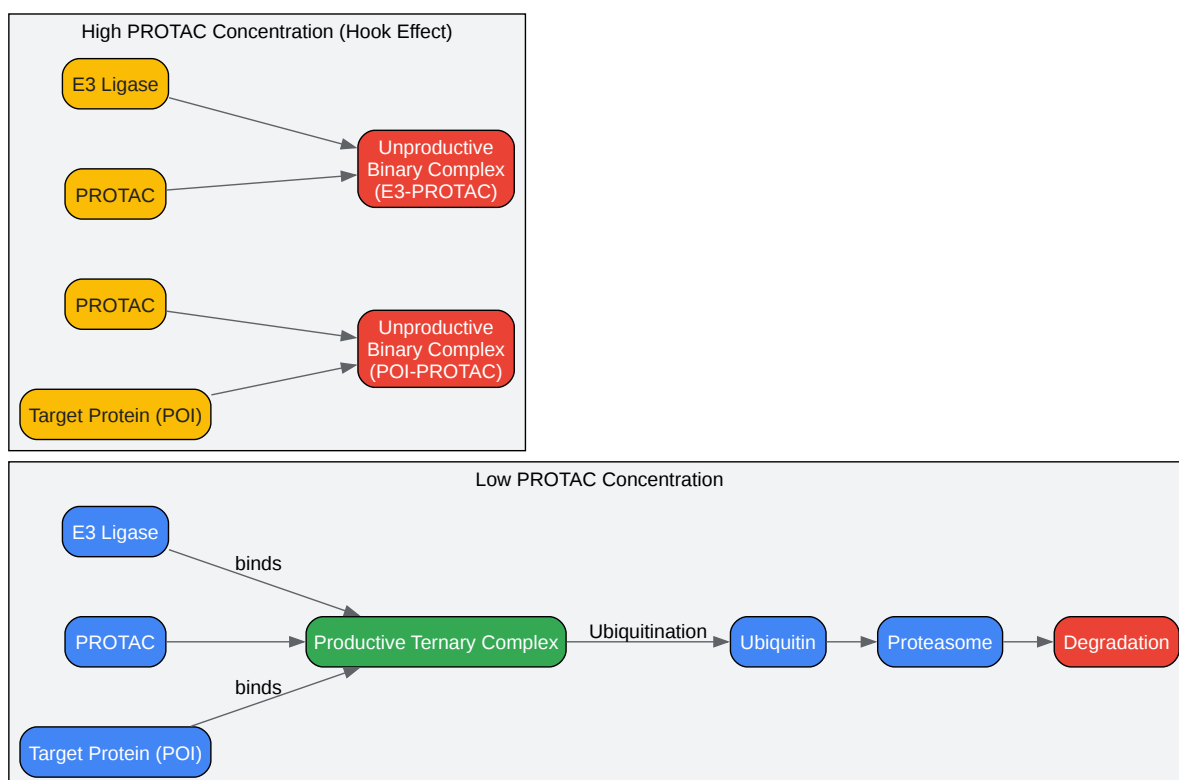 High PROTAC Concentration (Hook Effect)
E3 Ligase
PROTAC
Unproductive
Binary Complex
(E3-PROTAC)
PROTAC
Target Protein (POI)
Unproductive
Binary Complex
(POI-PROTAC)
Low PROTAC Concentration
E3 Ligase
binds
PROTAC
Productive Ternary Complex
Ubiquitination
Ubiquitin
Proteasome
Degradation
binds
Target Protein (POI)